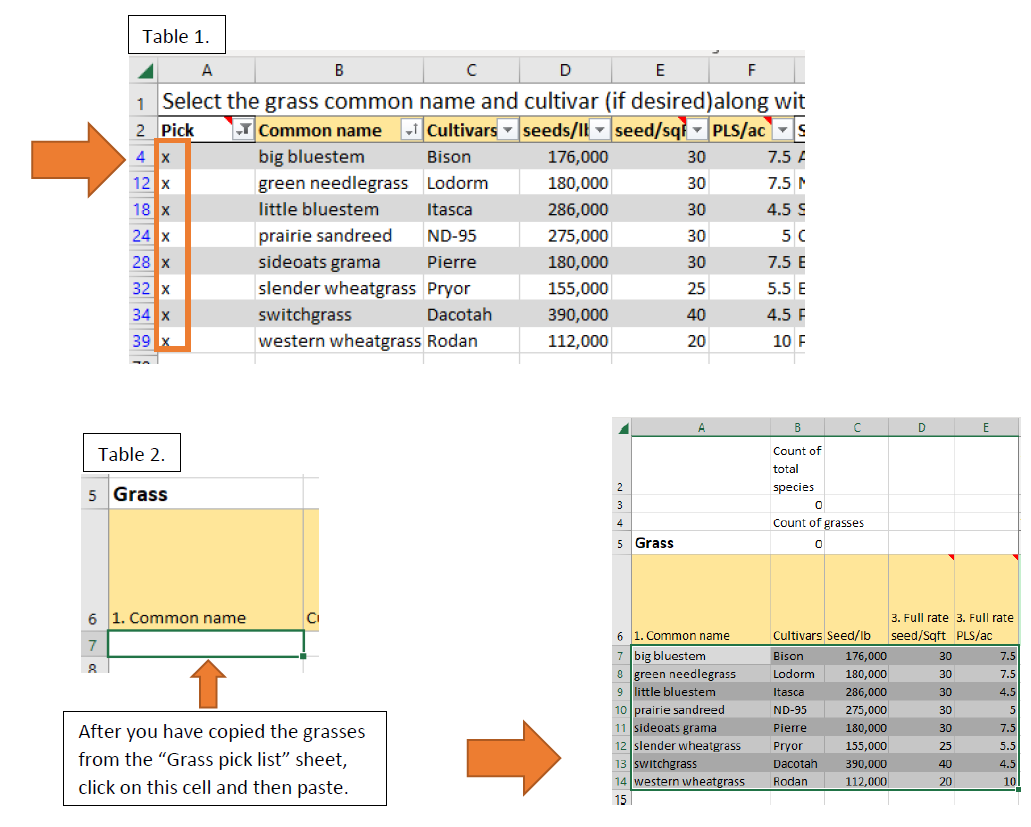 Table 1.
A B C D E F
1 Select the grass common name and cultivar (if desired)along wit
2 Pick Common name Cultivars seeds/lb seed/sqf PLS/ac S
4 x big bluestem Bison 176,000 30 7.5 A
12 x green needlegrass Lodorm 180,000 30 7.5
18 x little bluestem Itasca 286,000 30 4.5 S
24 x prairie sandreed ND-95 275,000 30 5 C
28 x sideoats grama Pierre 180,000 30 7.5 E
32 x slender wheatgrass Pryor 155,000 25 5.5 E
34 x switchgrass Dacotah 390,000 40 4.5 F
39 x western wheatgrass Rodan 112,000 20 10 F
Table 2.
5 Grass
6 1. Common name Cu
7
8
After you have copied the grasses
from the “Grass pick list” sheet,
click on this cell and then paste.
A B C D E
Count of
total
2 species
3 0
4 Count of grasses
5 Grass 0
3. Full rate 3. Full rate
6 1. Common name Cultivars Seed/lb seed/Sqft PLS/ac
7 big bluestem Bison 176,000 30 7.5
8 green needlegrass Lodorm 180,000 30 7.5
9 little bluestem Itasca 286,000 30 4.5
10 prairie sandreed ND-95 275,000 30 5
11 sideoats grama Pierre 180,000 30 7.5
12 slender wheatgrass Pryor 155,000 25 5.5
13 switchgrass Dacotah 390,000 40 4.5
14 western wheatgrass Rodan 112,000 20 10
15